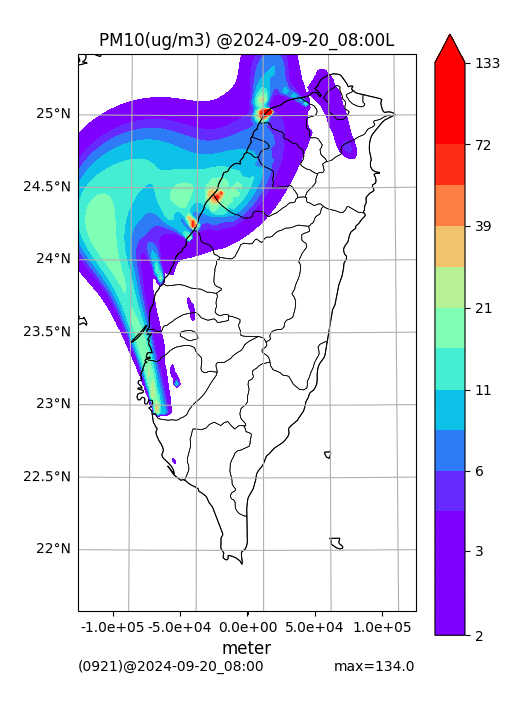 PM10(ug/m3) @2024-09-20_08:00L
133
72
39
21
11
6
3
2
25°N
24.5°N
24°N
23.5°N
23°N
22.5°N
22°N
-1.0e+05 -5.0e+04 0.0e+00 5.0e+04 1.0e+05
meter
(0921)@2024-09-20_08:00 max=134.0